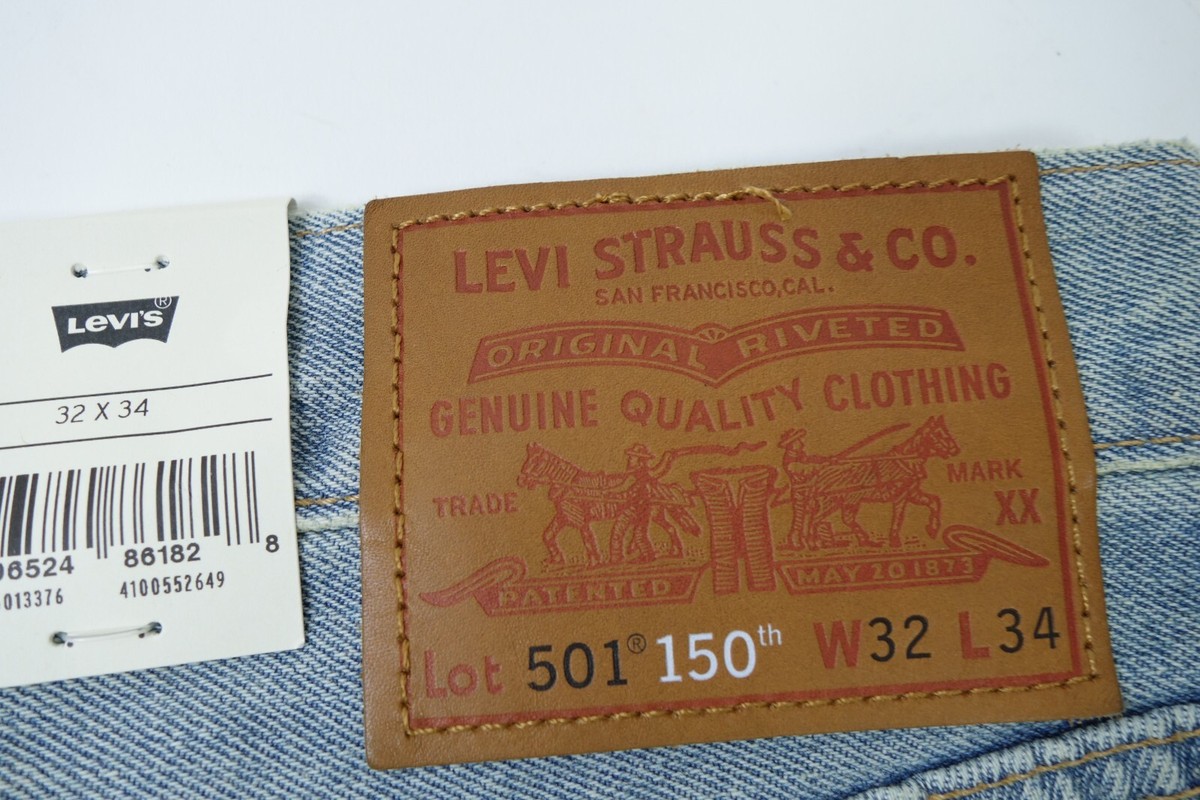 LEVI'S®
32 X 34
06524 86182 8
013376 4100552649
LEVI STRAUSS & CO.
SAN FRANCISCO, CAL.
ORIGINAL RIVETED
GENUINE QUALITY CLOTHING
TRADE MARK
XX
PATENTED MAY 20 1873
Lot 501® 150th W32 L34